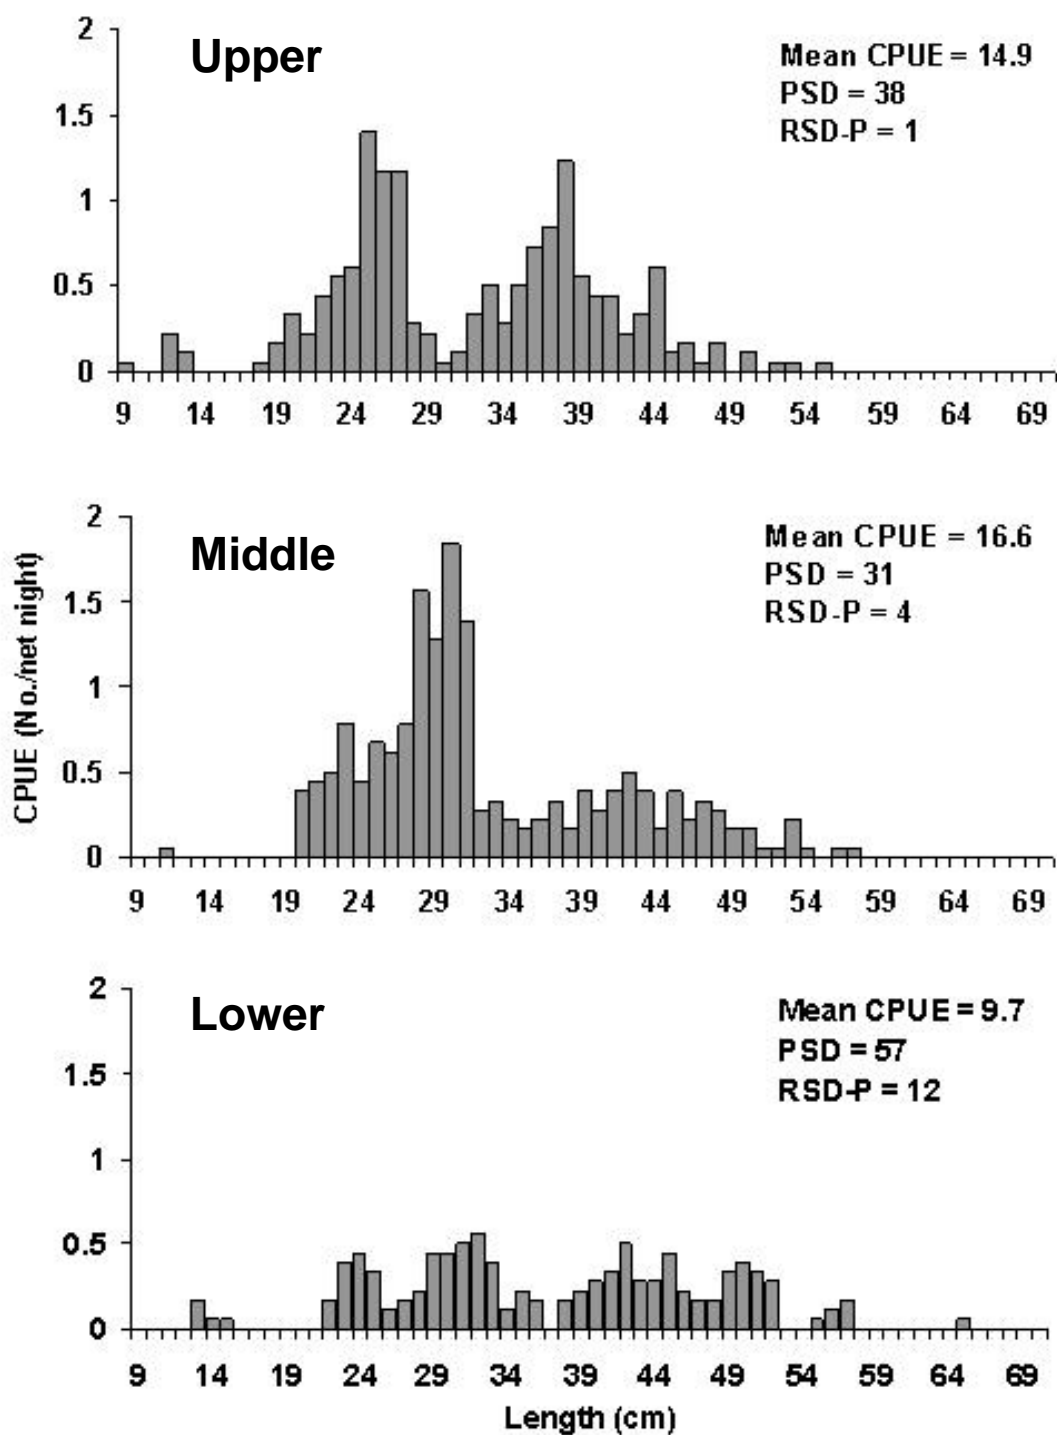 Upper
Mean CPUE = 14.9
PSD = 38
RSD-P = 1
2
1.5
1
0.5
0
9 14 19 24 29 34 39 44 49 54 59 64 69
Middle
Mean CPUE = 16.6
PSD = 31
RSD-P = 4
CPUE (No./net night)
2
1.5
1
0.5
0
9 14 19 24 29 34 39 44 49 54 59 64 69
Lower
Mean CPUE = 9.7
PSD = 57
RSD-P = 12
2
1.5
1
0.5
0
9 14 19 24 29 34 39 44 49 54 59 64 69
Length (cm)